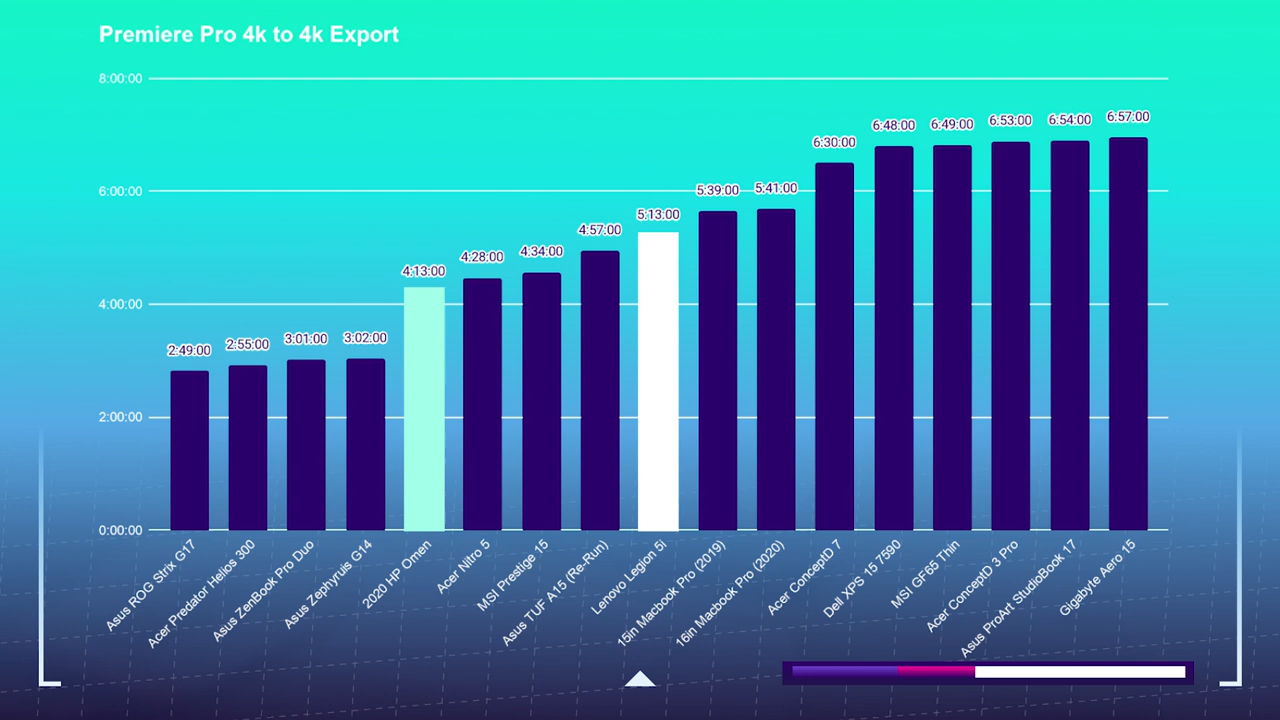 Premiere Pro 4k to 4k Export
8:00:00
6:00:00
4:00:00
2:00:00
0:00:00
2:49:00
2:55:00
3:01:00
3:02:00
4:13:00
4:28:00
4:34:00
4:57:00
5:13:00
5:39:00
5:41:00
6:30:00
6:48:00
6:49:00
6:53:00
6:54:00
6:57:00
Asus ROG Strix G17
Acer Predator Helios 300
Asus ZenBook Pro Duo
Asus Zephyruis G14
2020 HP Omen
Acer Nitro 5
MSI Prestige 15
Asus TUF A15 (Re-Run)
Lenovo Legion 5i
15in Macbook Pro (2019)
16in Macbook Pro (2020)
Acer ConceptD 7
Dell XPS 15 7590
MSI GF65 Thin
Acer ConceptD 3 Pro
Asus ProArt StudioBook 17
Gigabyte Aero 15